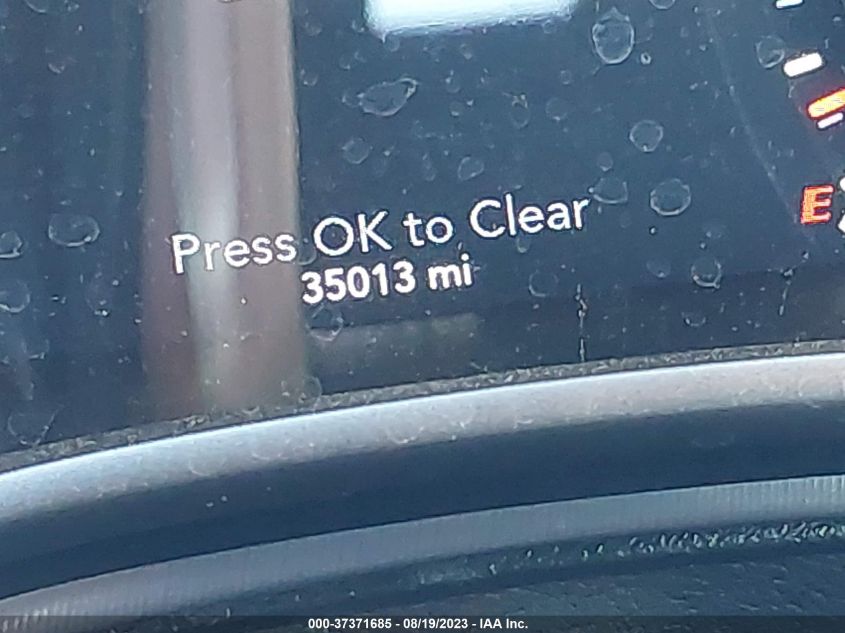 Press OK to Clear
35013 mi
E
000-37371685 - 08/19/2023 - IAA Inc.